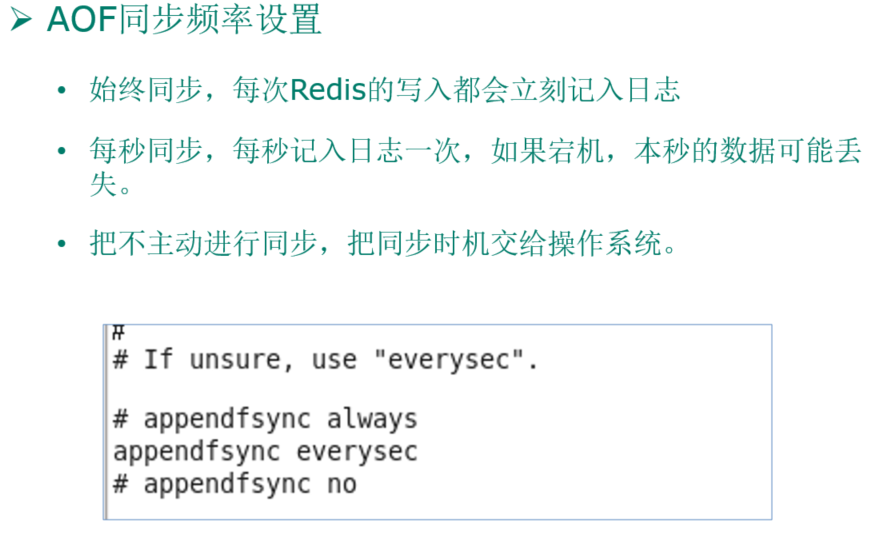 ➢ AOF同步频率设置
• 始终同步，每次Redis的写入都会立刻记入日志
• 每秒同步，每秒记入日志一次，如果宕机，本秒的数据可能丢
失。
• 把不主动进行同步，把同步时机交给操作系统。
#
# If unsure, use "everysec".
# appendfsync always
appendfsync everysec
# appendfsync no